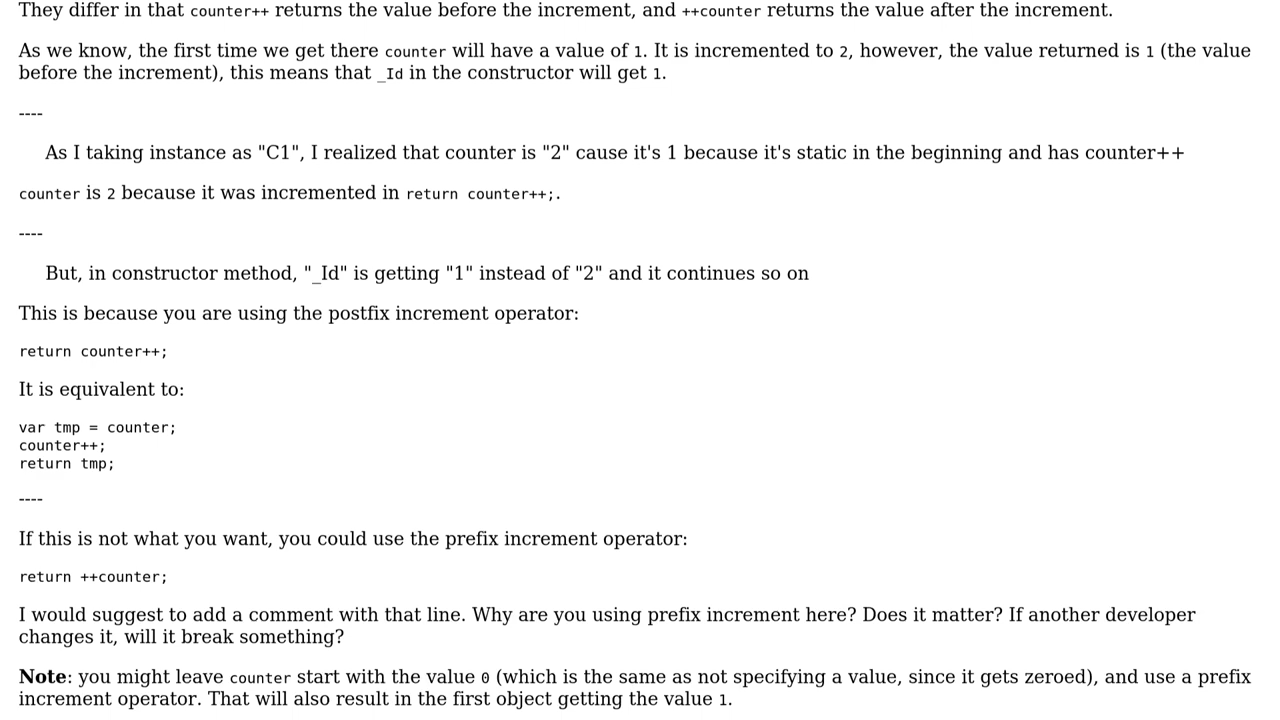 They differ in that counter++ returns the value before the increment, and ++counter returns the value after the increment.
As we know, the first time we get there counter will have a value of 1. It is incremented to 2, however, the value returned is 1 (the value
before the increment), this means that _Id in the constructor will get 1.
----
As I taking instance as "C1", I realized that counter is "2" cause it's 1 because it's static in the beginning and has counter++
counter is 2 because it was incremented in return counter++;.
----
But, in constructor method, "_Id" is getting "1" instead of "2" and it continues so on
This is because you are using the postfix increment operator:
return counter++;
It is equivalent to:
var tmp = counter;
counter++;
return tmp;
----
If this is not what you want, you could use the prefix increment operator:
return ++counter;
I would suggest to add a comment with that line. Why are you using prefix increment here? Does it matter? If another developer
changes it, will it break something?
Note: you might leave counter start with the value 0 (which is the same as not specifying a value, since it gets zeroed), and use a prefix
increment operator. That will also result in the first object getting the value 1.